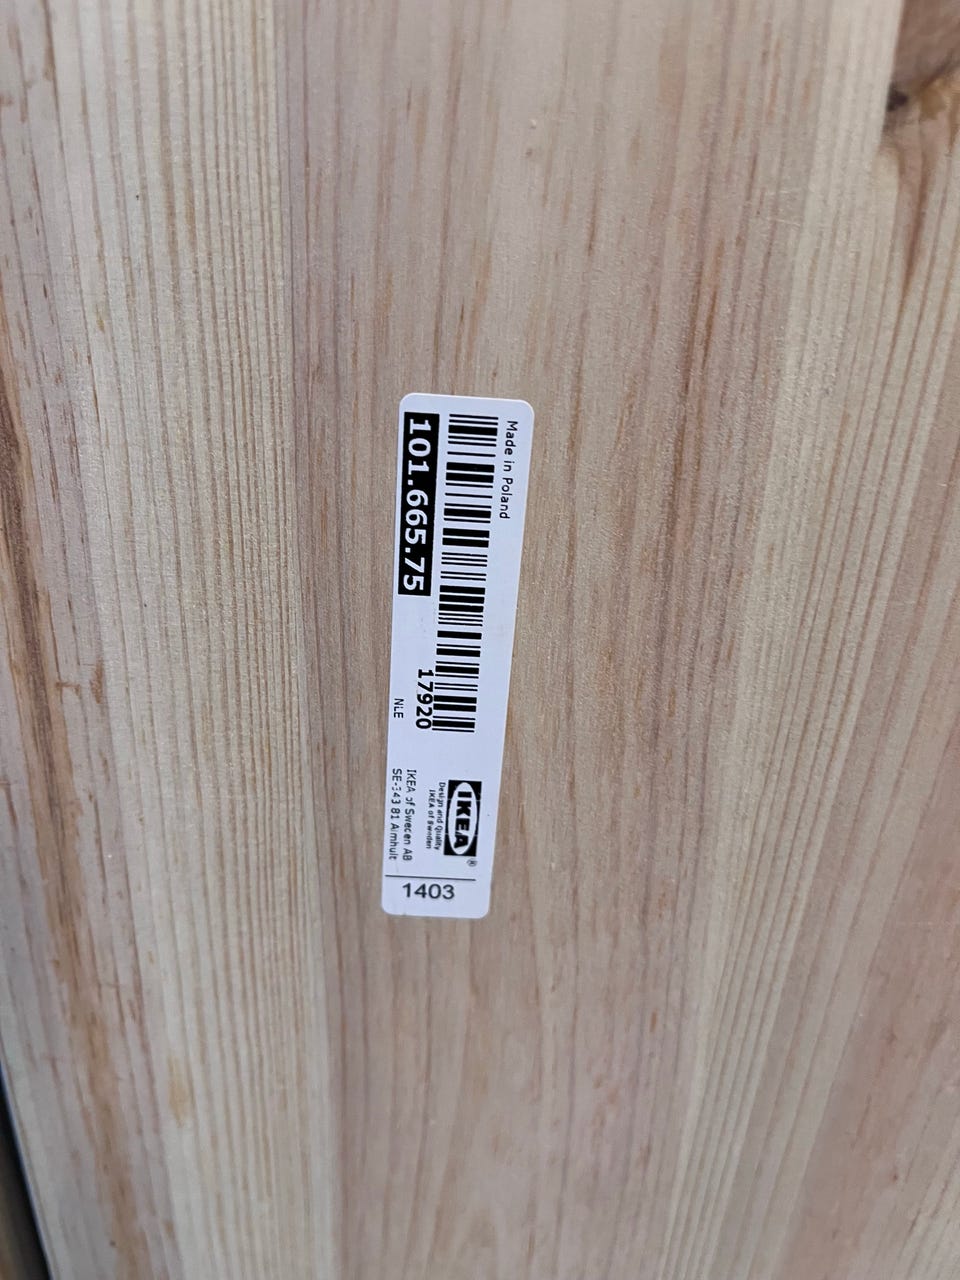 Made in Poland
101.665.75
17920
NLE
IKEA®
Design and Quality
IKEA of Sweden
IKEA of Sweden AB
SE-343 81 Älmhult
1403